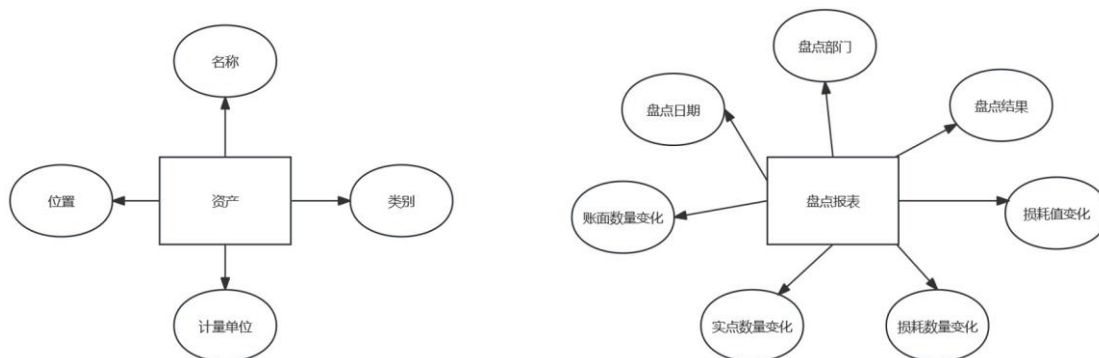 名称
位置
资产
类别
计量单位
盘点部门
盘点日期
盘点结果
账面数量变化
盘点报表
损耗值变化
实点数量变化
损耗数量变化